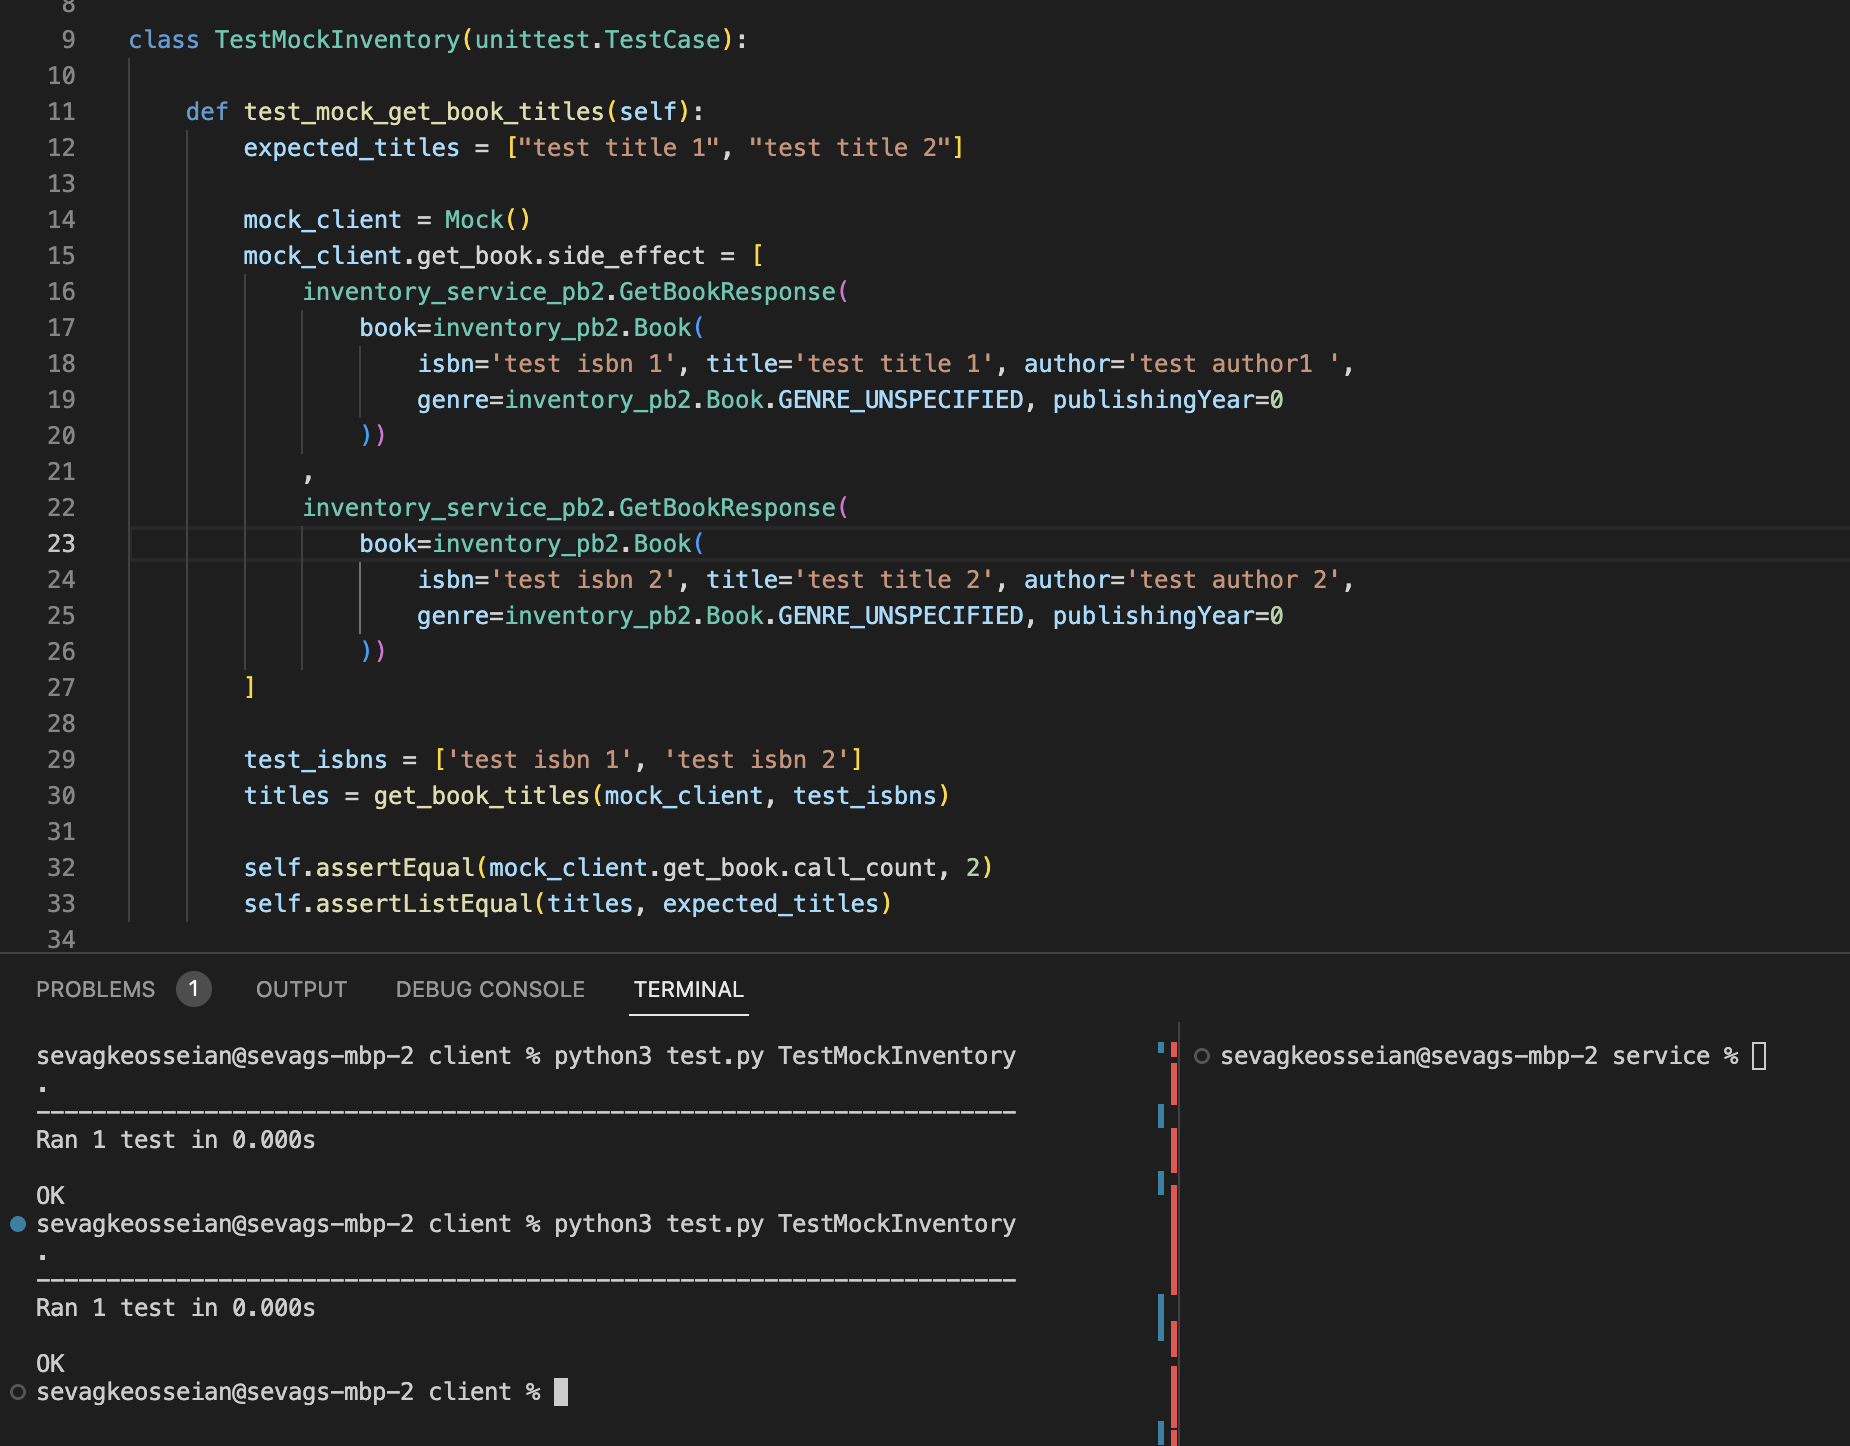 8
9 class TestMockInventory(unittest.TestCase):
10
11 def test_mock_get_book_titles(self):
12 expected_titles = ["test title 1", "test title 2"]
13
14 mock_client = Mock()
15 mock_client.get_book.side_effect = [
16 inventory_service_pb2.GetBookResponse(
17 book=inventory_pb2.Book(
18 isbn='test isbn 1', title='test title 1', author='test author1 ',
19 genre=inventory_pb2.Book.GENRE_UNSPECIFIED, publishingYear=0
20 ))
21 ,
22 inventory_service_pb2.GetBookResponse(
23 book=inventory_pb2.Book(
24 isbn='test isbn 2', title='test title 2', author='test author 2',
25 genre=inventory_pb2.Book.GENRE_UNSPECIFIED, publishingYear=0
26 ))
27 ]
28
29 test_isbns = ['test isbn 1', 'test isbn 2']
30 titles = get_book_titles(mock_client, test_isbns)
31
32 self.assertEqual(mock_client.get_book.call_count, 2)
33 self.assertListEqual(titles, expected_titles)
34
PROBLEMS 1 OUTPUT DEBUG CONSOLE TERMINAL
sevagkeosseian@sevags-mbp-2 client % python3 test.py TestMockInventory
.
----------------------------------------------------------------------
Ran 1 test in 0.000s
OK
sevagkeosseian@sevags-mbp-2 client % python3 test.py TestMockInventory
.
----------------------------------------------------------------------
Ran 1 test in 0.000s
OK
sevagkeosseian@sevags-mbp-2 client %
sevagkeosseian@sevags-mbp-2 service %